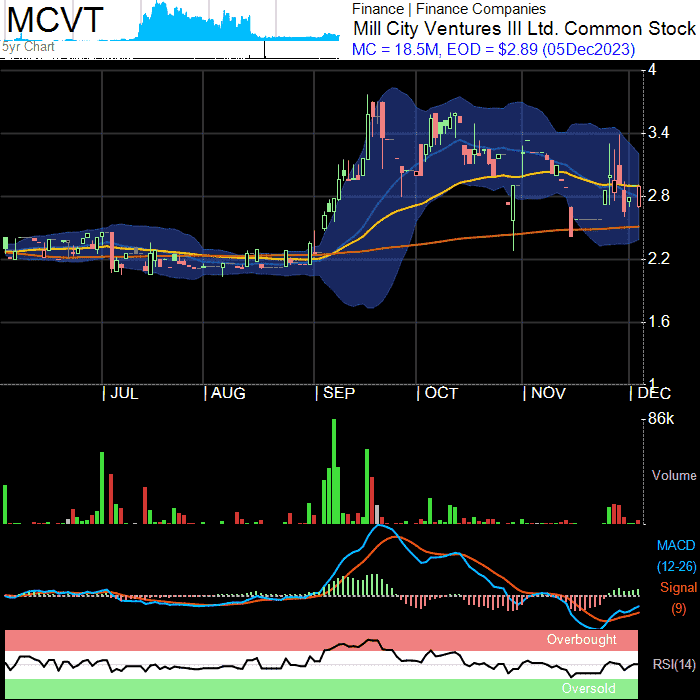 MCVT
5yr Chart
Finance | Finance Companies
Mill City Ventures III Ltd. Common Stock
MC = 18.5M, EOD = $2.89 (05Dec2023)
4
3.4
2.8
2.2
1.6
1
JUL AUG SEP OCT NOV DEC
86k
Volume
MACD
(12-26)
Signal
(9)
Overbought
RSI(14)
Oversold